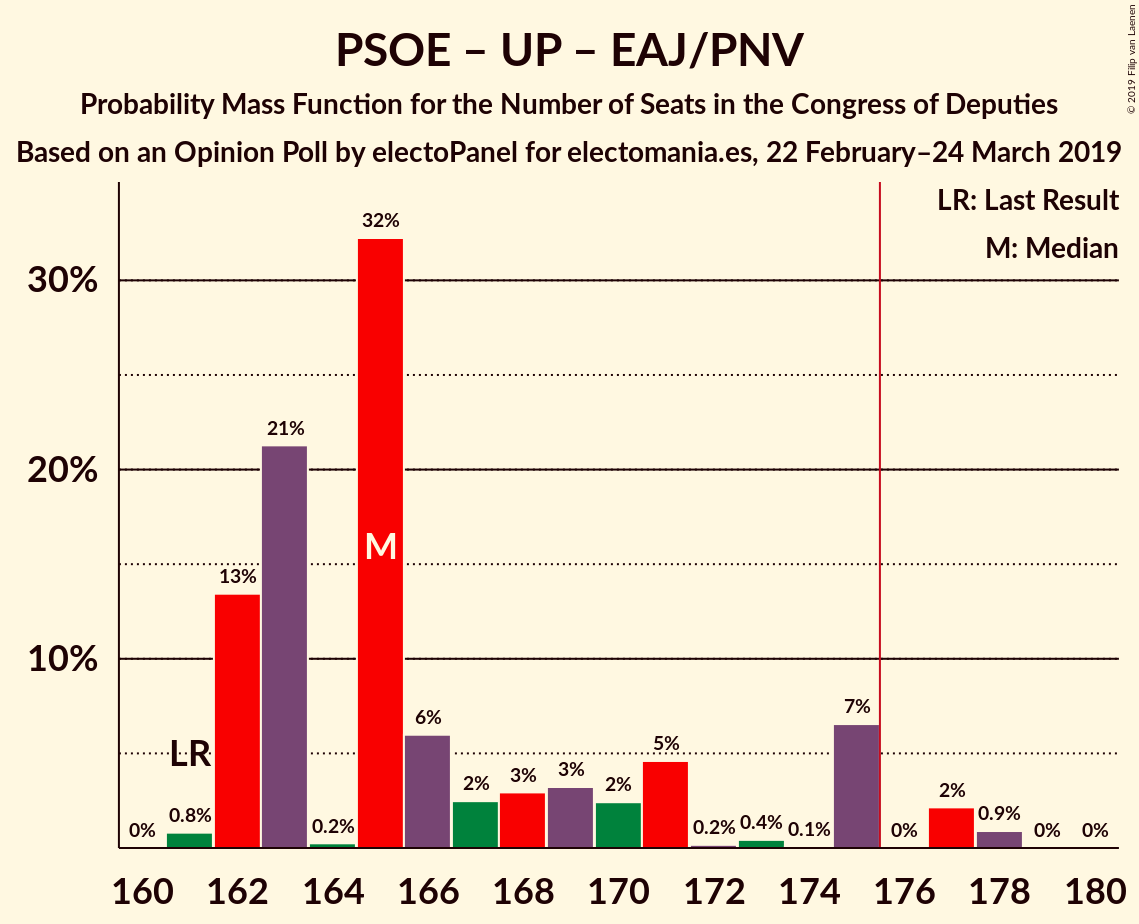 PSOE – UP – EAJ/PNV
Probability Mass Function for the Number of Seats in the Congress of Deputies
Based on an Opinion Poll by electoPanel for electomania.es, 22 February–24 March 2019
© 2019 Filip van Laenen
LR: Last Result
M: Median
30%
20%
10%
0%
0.8%
13%
21%
0.2%
32%
6%
2%
3%
3%
2%
5%
0.2%
0.4%
0.1%
7%
0%
2%
0.9%
0%
0%
LR
M
160 162 164 166 168 170 172 174 176 178 180